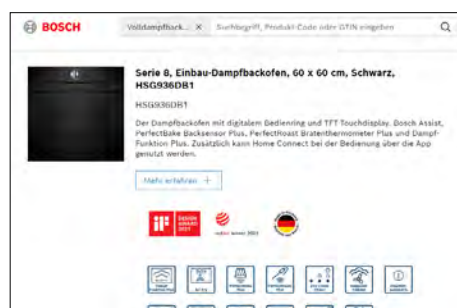 BOSCH
Volldampfback... × Suchbegriff, Produkt-Code oder GTIN eingeben
Serie 8, Einbau-Dampfbackofen, 60 x 60 cm, Schwarz,
HSG936DB1
HSG936DB1
Der Dampfbackofen mit digitalem Bedienring und TFT-Touchdisplay. Bosch Assist,
PerfectBake Backsensor Plus, PerfectRoast Bratenthermometer Plus und Dampf-
Funktion Plus. Zusätzlich kann Home Connect bei der Bedienung über die App
genutzt werden.
Mehr erfahren +
DESIGN
AWARD